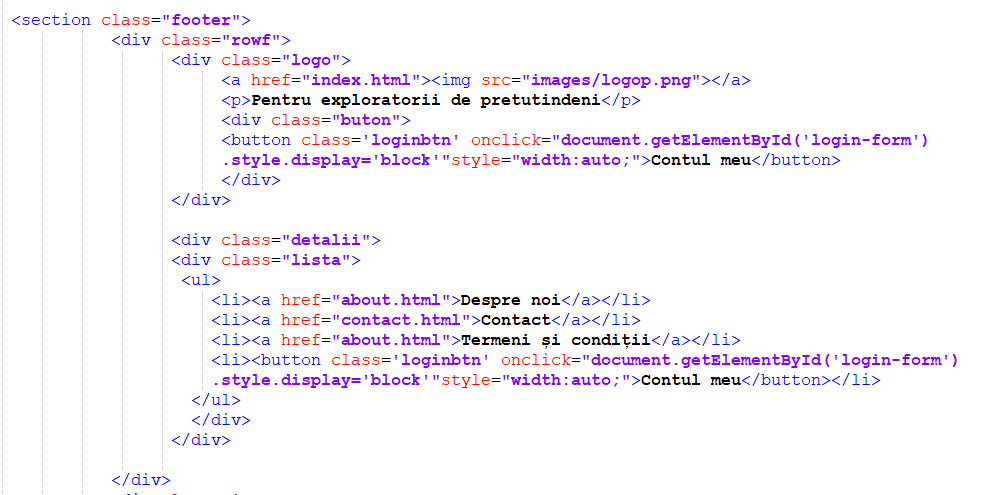 <section class="footer">
<div class="rowf">
<div class="logo">
<a href="index.html"><img src="images/logop.png"></a>
<p>Pentru exploratorii de pretutindeni</p>
<div class="buton">
<button class='loginbtn' onclick="document.getElementById('login-form')
.style.display='block'"style="width:auto;">Contul meu</button>
</div>
</div>
<div class="detalii">
<div class="lista">
<ul>
<li><a href="about.html">Despre noi</a></li>
<li><a href="contact.html">Contact</a></li>
<li><a href="about.html">Termeni și condiții</a></li>
<li><button class='loginbtn' onclick="document.getElementById('login-form')
.style.display='block'"style="width:auto;">Contul meu</button></li>
</ul>
</div>
</div>
</div>